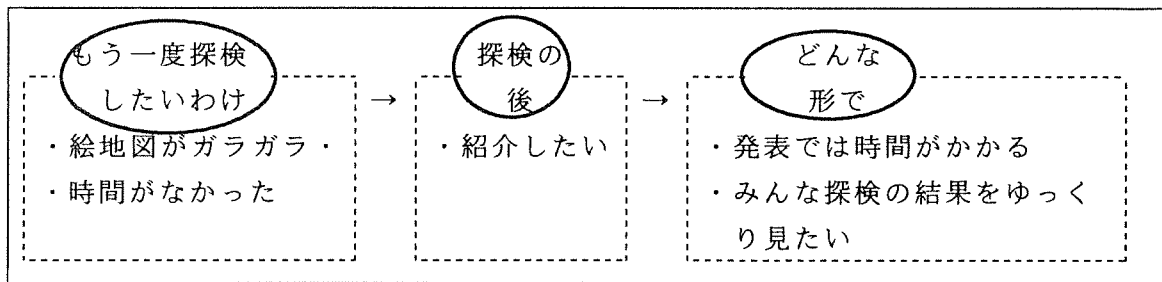 もう一度探検
したいわけ
・絵地図がガラガラ・
・時間がなかった
→
探検の
後
・紹介したい
→
どんな
形で
・発表では時間がかかる
・みんな探検の結果をゆっく
り見たい